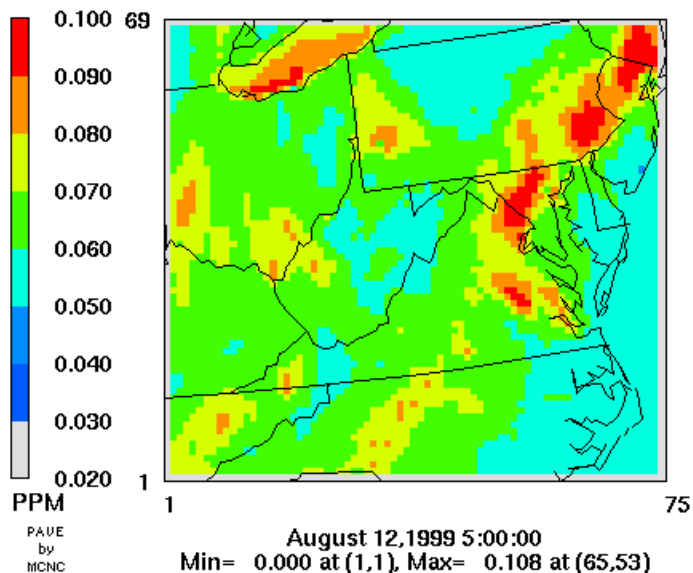 0.100
0.090
0.080
0.070
0.060
0.050
0.040
0.030
0.020
PPM
PAVE
by
MCNC
69
1
1 75
August 12,1999 5:00:00
Min= 0.000 at (1,1), Max= 0.108 at (65,53)